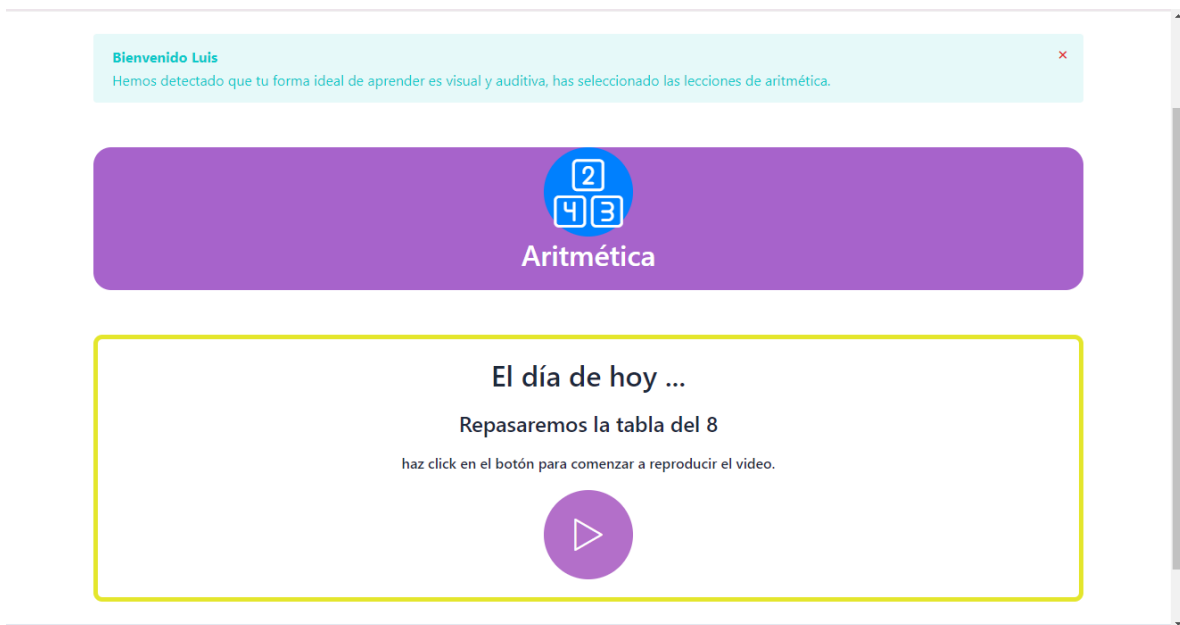 Bienvenido Luis
Hemos detectado que tu forma ideal de aprender es visual y auditiva, has seleccionado las lecciones de aritmética.
2
4 3
Aritmética
El día de hoy ...
Repasaremos la tabla del 8
haz click en el botón para comenzar a reproducir el video.